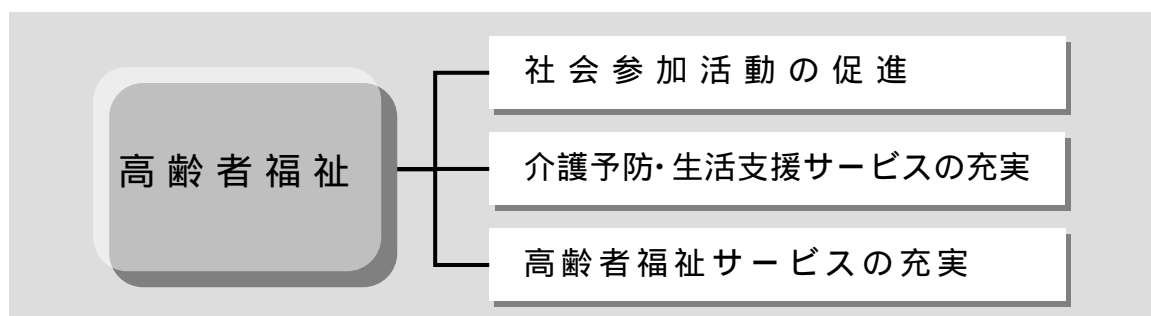 高齢者福祉
社会参加活動の促進
介護予防・生活支援サービスの充実
高齢者福祉サービスの充実